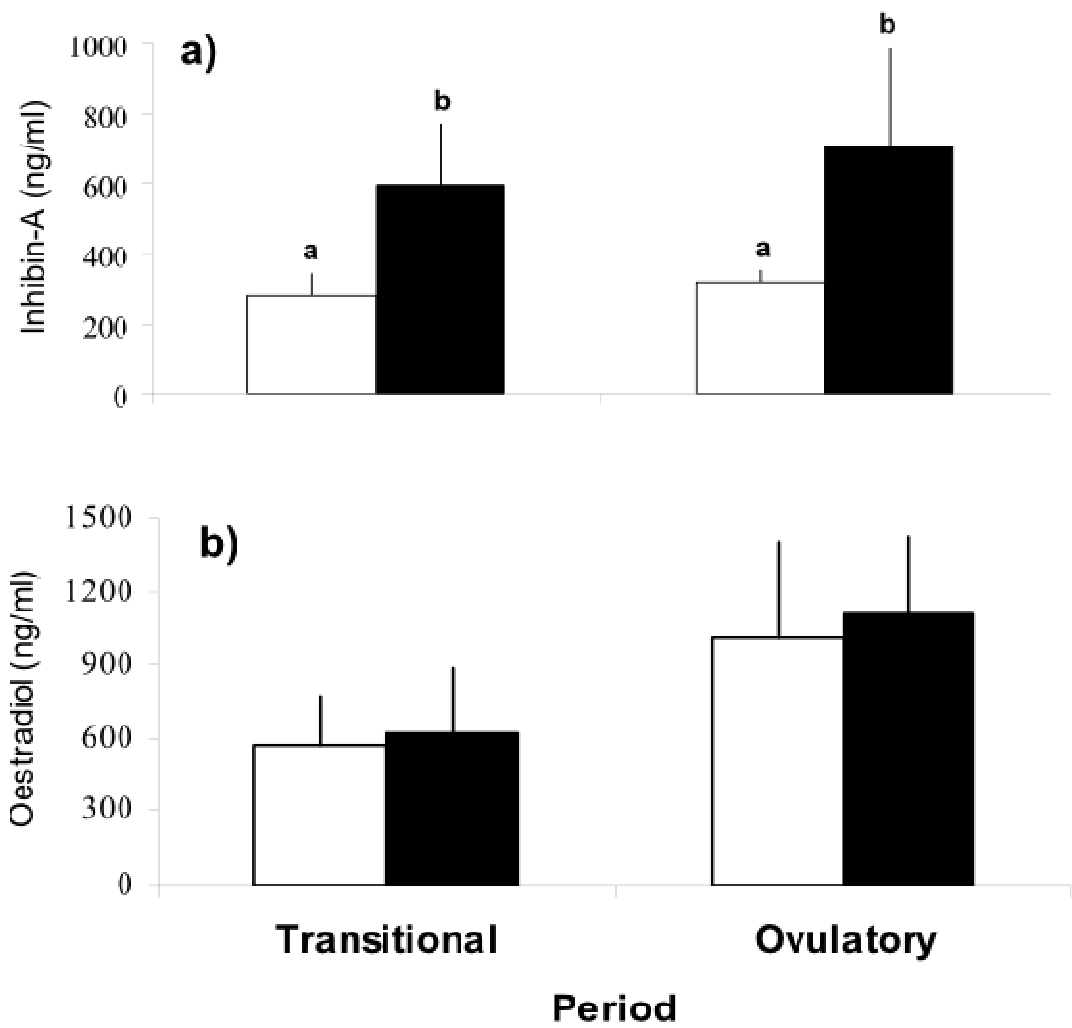 a)
Inhibin-A (ng/ml)
1000
800
600
400
200
0
a
b
a
b
b)
Oestradiol (ng/ml)
1500
1200
900
600
300
0
Transitional
Ovulatory
Period